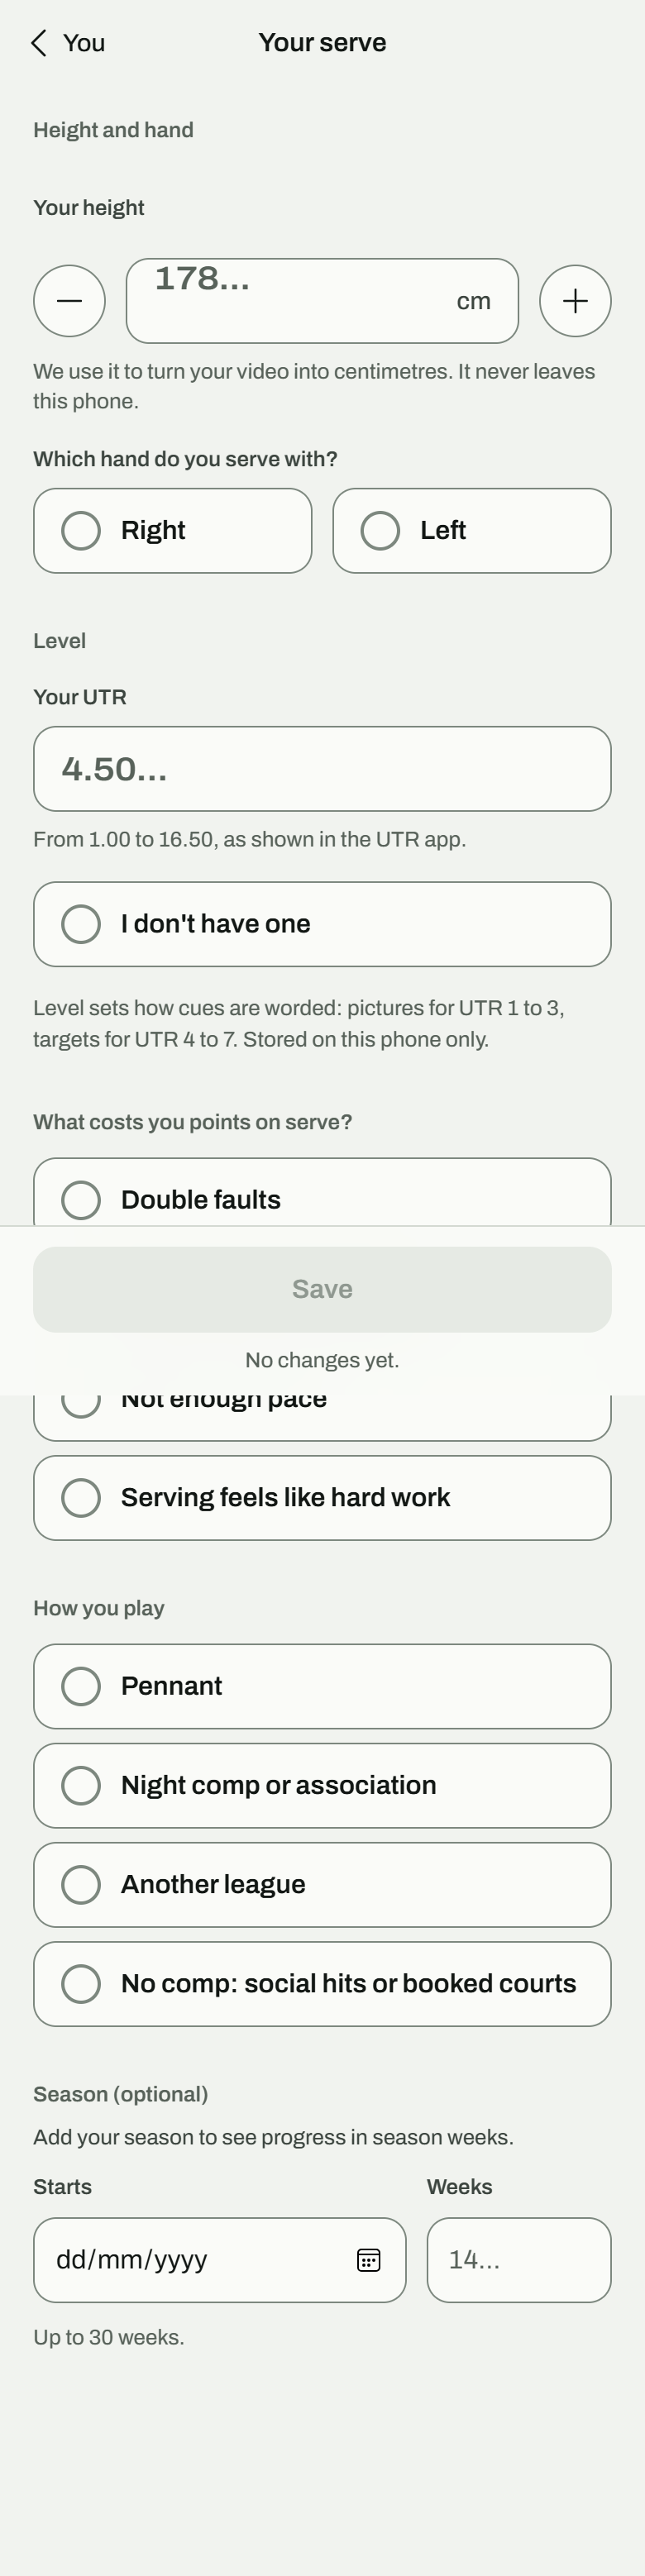 You
Your serve
Height and hand
Your height
178...
cm
We use it to turn your video into centimetres. It never leaves
this phone.
Which hand do you serve with?
Right
Left
Level
Your UTR
4.50...
From 1.00 to 16.50, as shown in the UTR app.
I don't have one
Level sets how cues are worded: pictures for UTR 1 to 3,
targets for UTR 4 to 7. Stored on this phone only.
What costs you points on serve?
Double faults
Save
No changes yet.
Not enough pace
Serving feels like hard work
How you play
Pennant
Night comp or association
Another league
No comp: social hits or booked courts
Season (optional)
Add your season to see progress in season weeks.
Starts
Weeks
dd/mm/yyyy
14...
Up to 30 weeks.